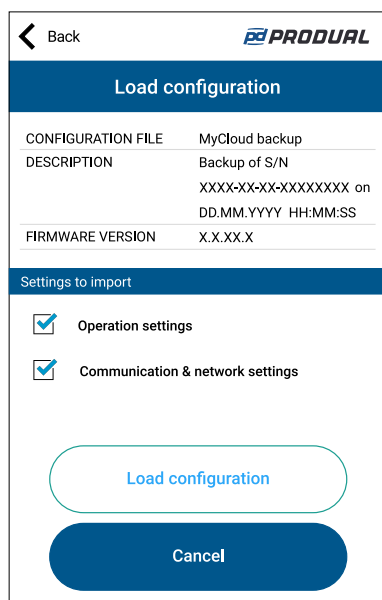 Back
PRODUAL
Load configuration
CONFIGURATION FILE MyCloud backup
DESCRIPTION Backup of S/N
XXXX-XX-XX-XXXXXXXX on
DD.MM.YYYY HH:MM:SS
FIRMWARE VERSION X.X.XX.X
Settings to import
Operation settings
Communication & network settings
Load configuration
Cancel